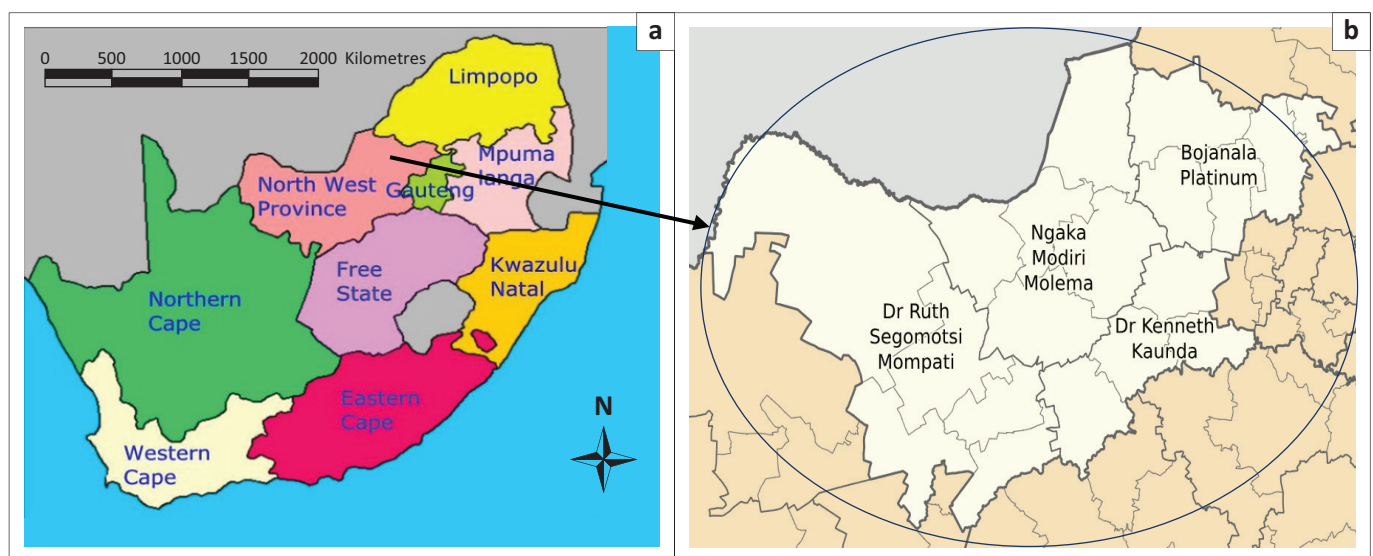 a
0 500 1000 1500 2000 Kilometres
Limpopo
Mpuma
langa
North West
Province
Gauteng
Free
State
Kwazulu
Natal
Northern
Cape
Eastern
Cape
Western
Cape
N
b
Bojanala
Platinum
Ngaka
Modiri
Molema
Dr Ruth
Segomotsi
Mompati
Dr Kenneth
Kaunda